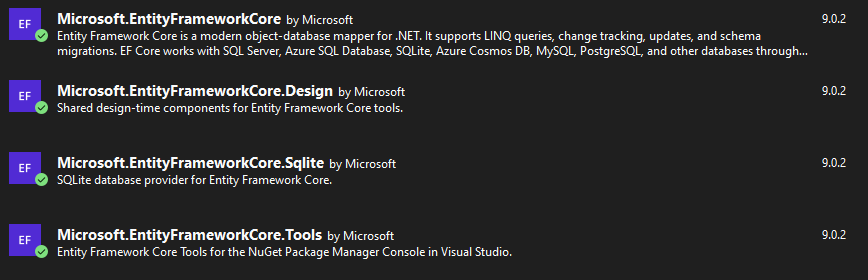 EF
Microsoft.EntityFrameworkCore by Microsoft 9.0.2
Entity Framework Core is a modern object-database mapper for .NET. It supports LINQ queries, change tracking, updates, and schema
migrations. EF Core works with SQL Server, Azure SQL Database, SQLite, Azure Cosmos DB, MySQL, PostgreSQL, and other databases through...
EF
Microsoft.EntityFrameworkCore.Design by Microsoft 9.0.2
Shared design-time components for Entity Framework Core tools.
EF
Microsoft.EntityFrameworkCore.Sqlite by Microsoft 9.0.2
SQLite database provider for Entity Framework Core.
EF
Microsoft.EntityFrameworkCore.Tools by Microsoft 9.0.2
Entity Framework Core Tools for the NuGet Package Manager Console in Visual Studio.